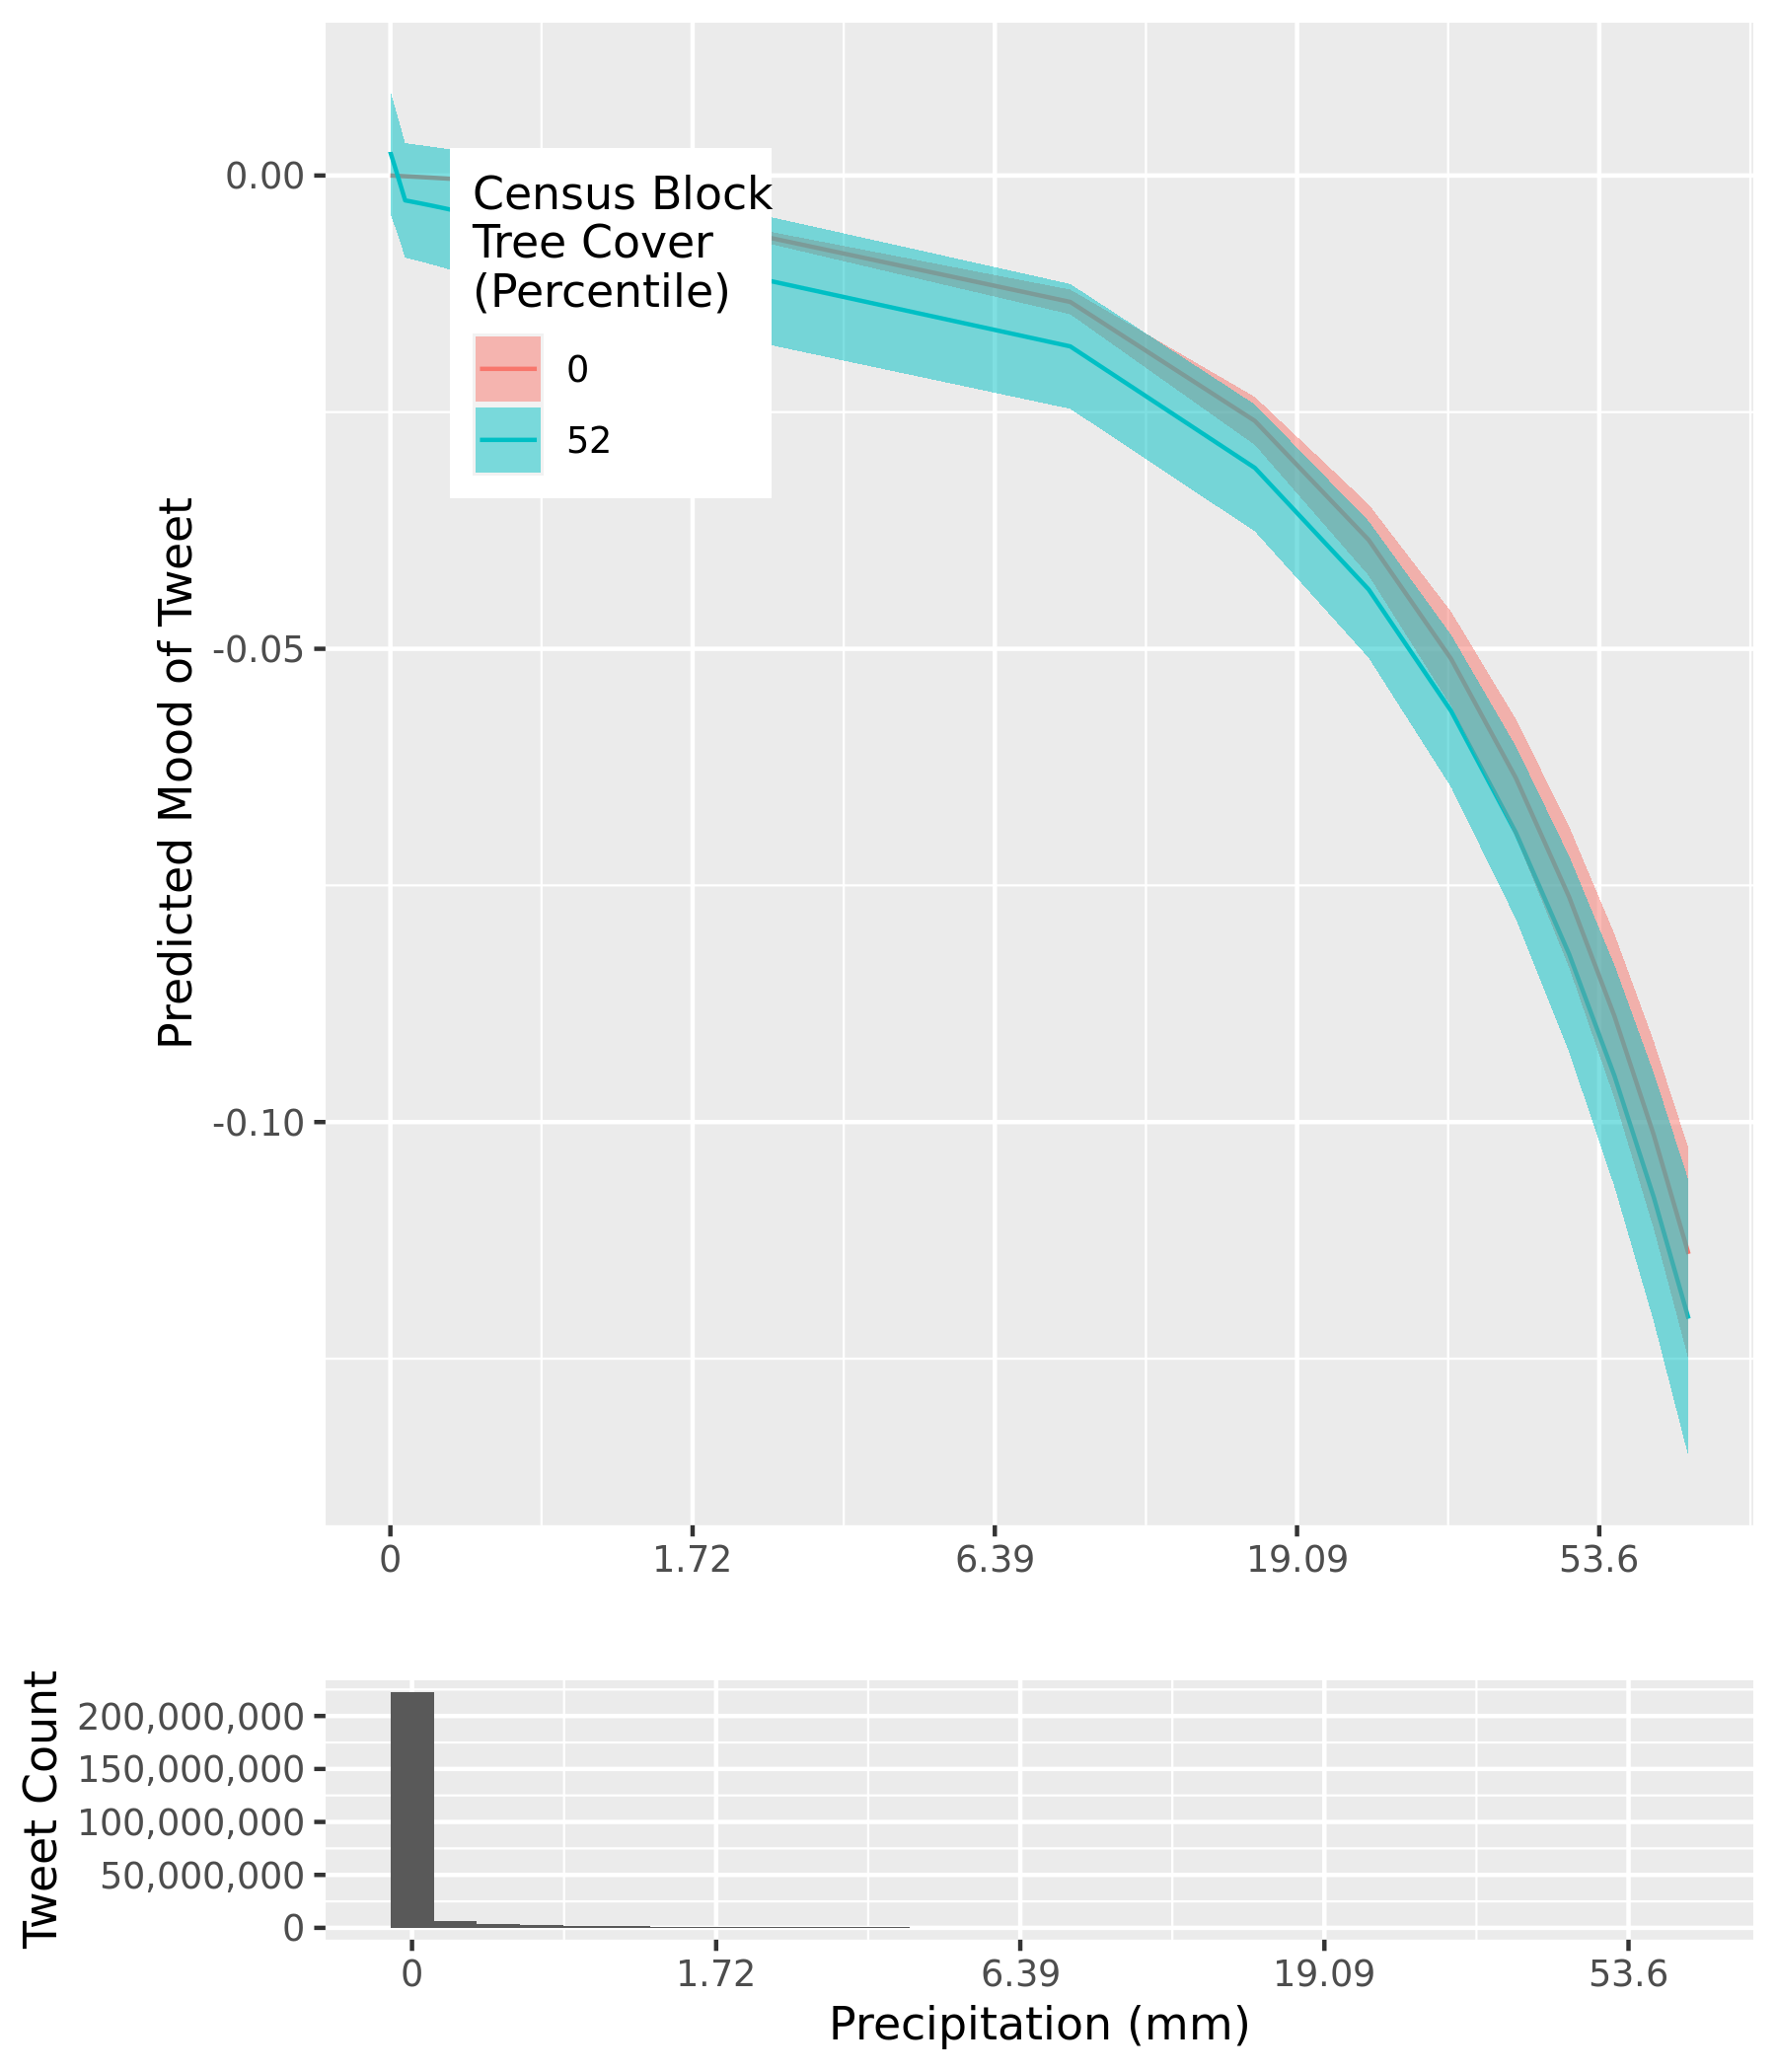 0.00
-0.05
-0.10
Predicted Mood of Tweet
Census Block
Tree Cover
(Percentile)
0
52
0 1.72 6.39 19.09 53.6
Tweet Count
200,000,000
150,000,000
100,000,000
50,000,000
0
0 1.72 6.39 19.09 53.6
Precipitation (mm)